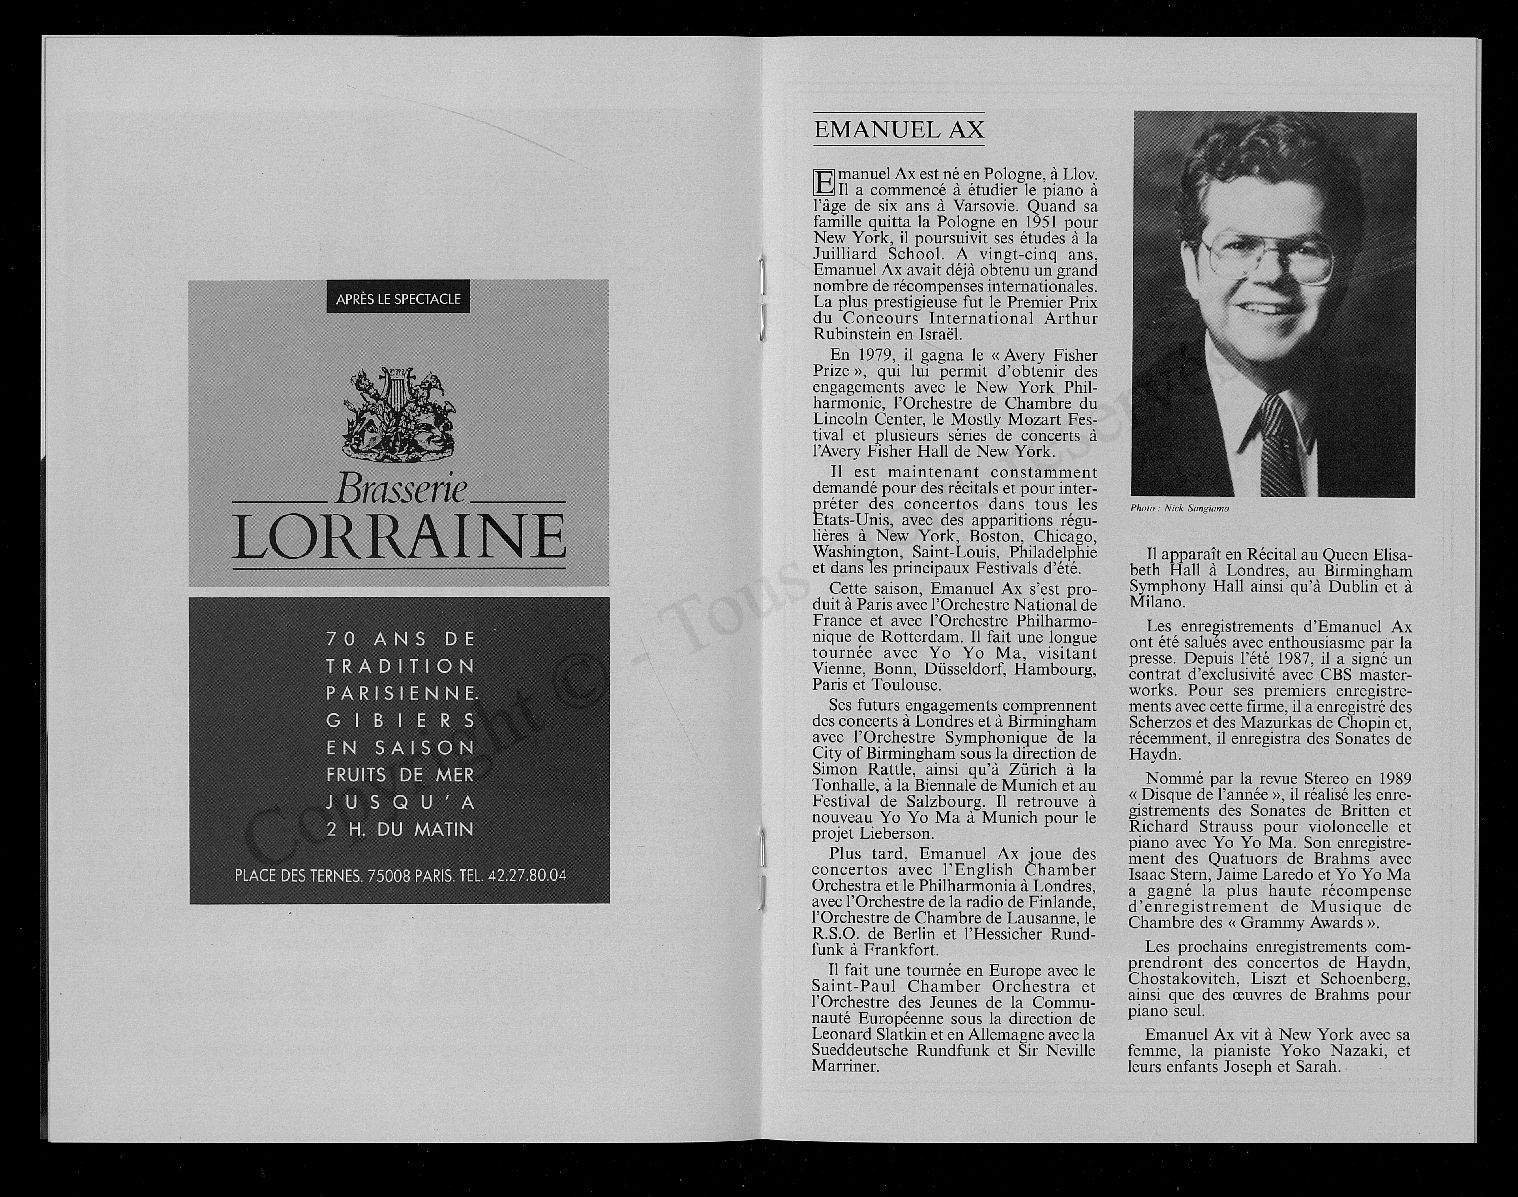 APRÈS LE SPECTACLE
Brasserie
LORRAINE
70 ANS DE
TRADITION
PARISIENNE.
GIBIERS
EN SAISON
FRUITS DE MER
JUSQU'A
2 H. DU MATIN
PLACE DES TERNES. 75008 PARIS. TEL. 42.27.80.04
EMANUEL AX
Emanuel Ax est né en Pologne, à Llov.
Il a commencé à étudier le piano à
l'âge de six ans à Varsovie. Quand sa
famille quitta la Pologne en 1951 pour
New York, il poursuivit ses études à la
Juilliard School. A vingt-cinq ans,
Emanuel Ax avait déjà obtenu un grand
nombre de récompenses internationales.
La plus prestigieuse fut le Premier Prix
du Concours International Arthur
Rubinstein en Israël.
En 1979, il gagna le « Avery Fisher
Prize », qui lui permit d'obtenir des
engagements avec le New York Phil-
harmonic, l'Orchestre de Chambre du
Lincoln Center, le Mostly Mozart Fes-
tival et plusieurs séries de concerts à
l'Avery Fisher Hall de New York.
Il est maintenant constamment
demandé pour des récitals et pour inter-
préter des concertos dans tous les
Etats-Unis, avec des apparitions régu-
lières à New York, Boston, Chicago,
Washington, Saint-Louis, Philadelphie
et dans les principaux Festivals d'été.
Cette saison, Emanuel Ax s'est pro-
duit à Paris avec l'Orchestre National de
France et avec l'Orchestre Philharmo-
nique de Rotterdam. Il fait une longue
tournée avec Yo Yo Ma, visitant
Vienne, Bonn, Düsseldorf, Hambourg,
Paris et Toulouse.
Ses futurs engagements comprennent
des concerts à Londres et à Birmingham
avec l'Orchestre Symphonique de la
City of Birmingham sous la direction de
Simon Rattle, ainsi qu'à Zürich à la
Tonhalle, à la Biennale de Munich et au
Festival de Salzbourg. Il retrouve à
nouveau Yo Yo Ma à Munich pour le
projet Lieberson.
Plus tard, Emanuel Ax joue des
concertos avec l'English Chamber
Orchestra et le Philharmonia à Londres,
avec l'Orchestre de la radio de Finlande,
l'Orchestre de Chambre de Lausanne, le
R.S.O. de Berlin et l'Hessicher Rund-
funk à Frankfort.
Il fait une tournée en Europe avec le
Saint-Paul Chamber Orchestra et
l'Orchestre des Jeunes de la Commu-
nauté Européenne sous la direction de
Leonard Slatkin et en Allemagne avec la
Sueddeutsche Rundfunk et Sir Neville
Marriner.
Photo : Nick Sangiamo
Il apparaît en Récital au Queen Elisa-
beth Hall à Londres, au Birmingham
Symphony Hall ainsi qu'à Dublin et à
Milano.
Les enregistrements d'Emanuel Ax
ont été salués avec enthousiasme par la
presse. Depuis l'été 1987, il a signé un
contrat d'exclusivité avec CBS master-
works. Pour ses premiers enregistre-
ments avec cette firme, il a enregistré des
Scherzos et des Mazurkas de Chopin et,
récemment, il enregistra des Sonates de
Haydn.
Nommé par la revue Stereo en 1989
« Disque de l'année », il réalisé les enre-
gistrements des Sonates de Britten et
Richard Strauss pour violoncelle et
piano avec Yo Yo Ma. Son enregistre-
ment des Quatuors de Brahms avec
Isaac Stern, Jaime Laredo et Yo Yo Ma
a gagné la plus haute récompense
d'enregistrement de Musique de
Chambre des « Grammy Awards ».
Les prochains enregistrements com-
prendront des concertos de Haydn,
Chostakovitch, Liszt et Schoenberg,
ainsi que des œuvres de Brahms pour
piano seul.
Emanuel Ax vit à New York avec sa
femme, la pianiste Yoko Nazaki, et
leurs enfants Joseph et Sarah.
Copyright © - Tous